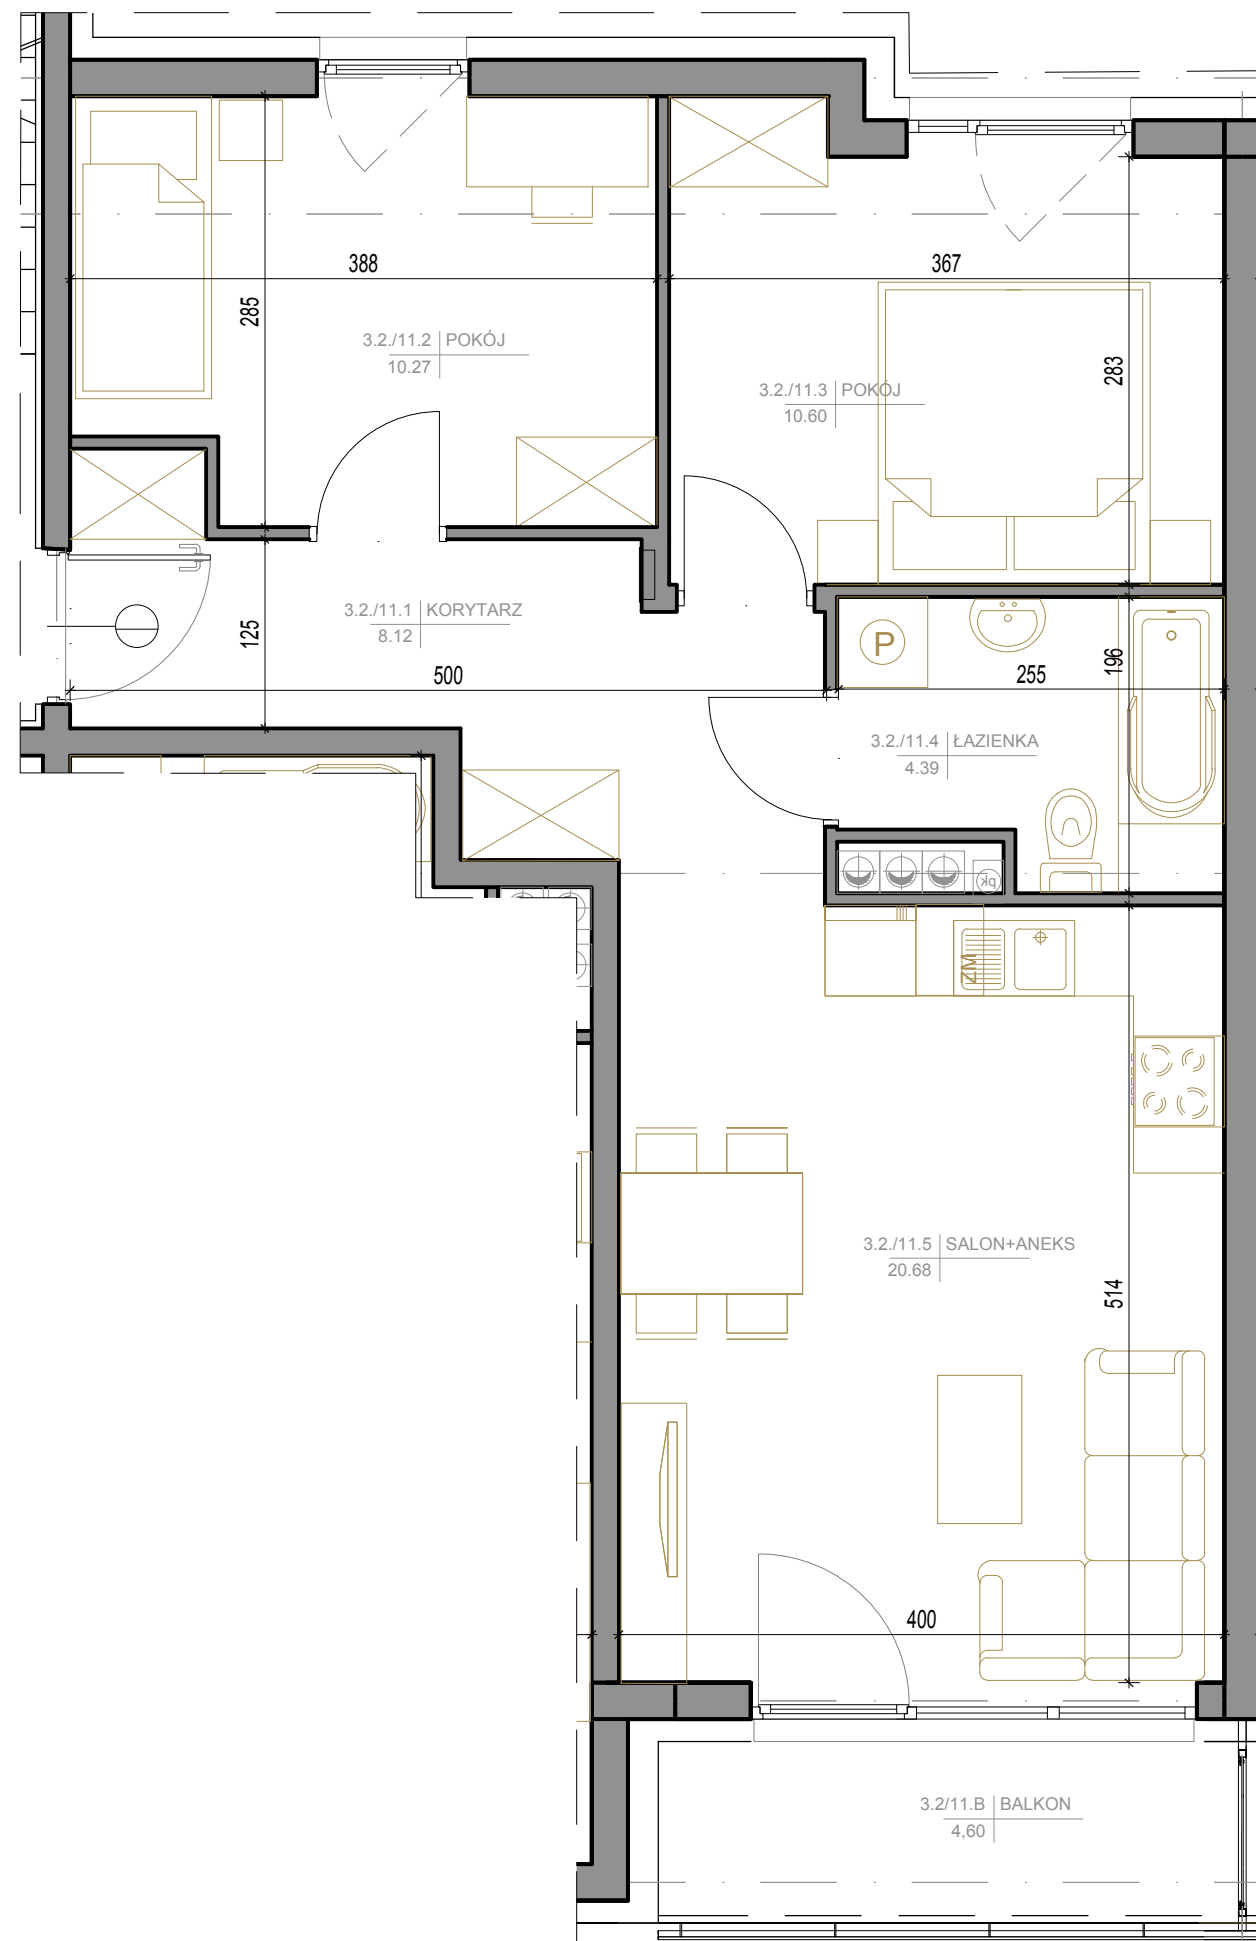 388
367
285
3.2./11.2 POKÓJ
10.27
283
3.2./11.3 POKÓJ
10.60
3.2./11.1 KORYTARZ
8.12
125
500
P
255
196
3.2./11.4 ŁAZIENKA
4.39
pk
ZM
3.2./11.5 SALON+ANEKS
20.68
514
400
3.2/11.B BALKON
4,60